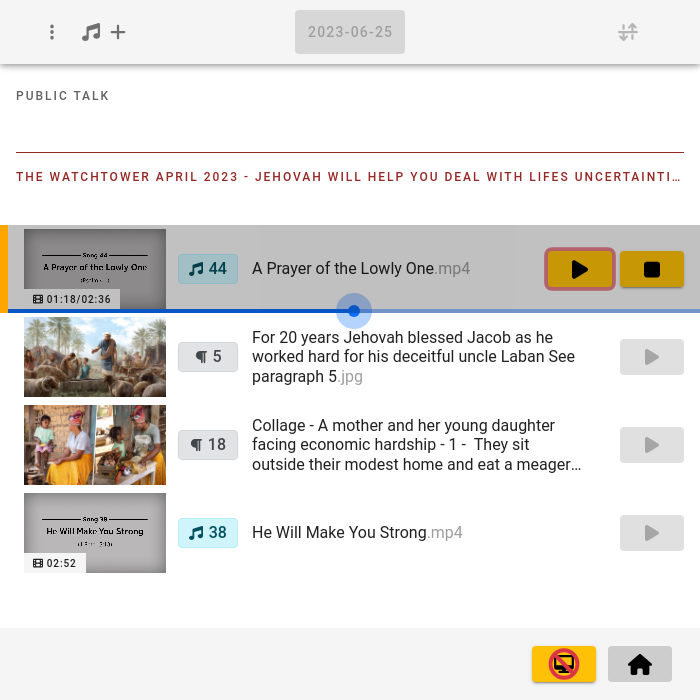 2023-06-25
PUBLIC TALK
THE WATCHTOWER APRIL 2023 - JEHOVAH WILL HELP YOU DEAL WITH LIFES UNCERTAINTI…
Song 44
A Prayer of the Lowly One
01:18/02:36
44
A Prayer of the Lowly One.mp4
¶ 5
For 20 years Jehovah blessed Jacob as he
worked hard for his deceitful uncle Laban See
paragraph 5.jpg
¶ 18
Collage - A mother and her young daughter
facing economic hardship - 1 - They sit
outside their modest home and eat a meager…
Song 38
He Will Make You Strong
02:52
38
He Will Make You Strong.mp4